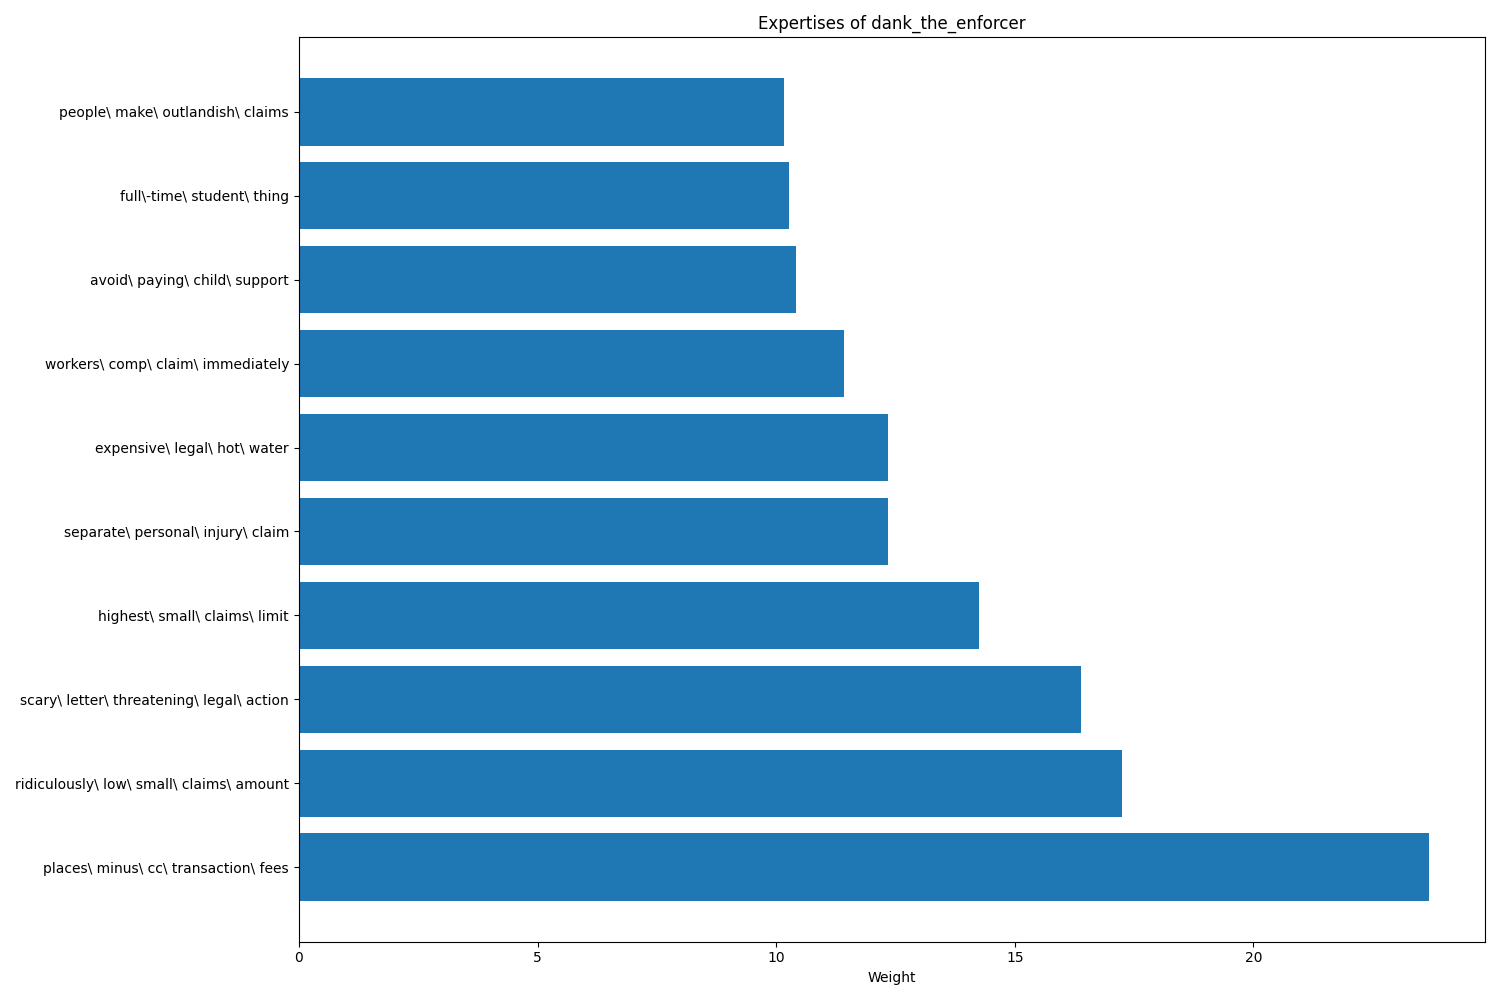 Expertises of dank_the_enforcer
people\ make\ outlandish\ claims
full\-time\ student\ thing
avoid\ paying\ child\ support
workers\ comp\ claim\ immediately
expensive\ legal\ hot\ water
separate\ personal\ injury\ claim
highest\ small\ claims\ limit
scary\ letter\ threatening\ legal\ action
ridiculously\ low\ small\ claims\ amount
places\ minus\ cc\ transaction\ fees
0 5 10 15 20
Weight